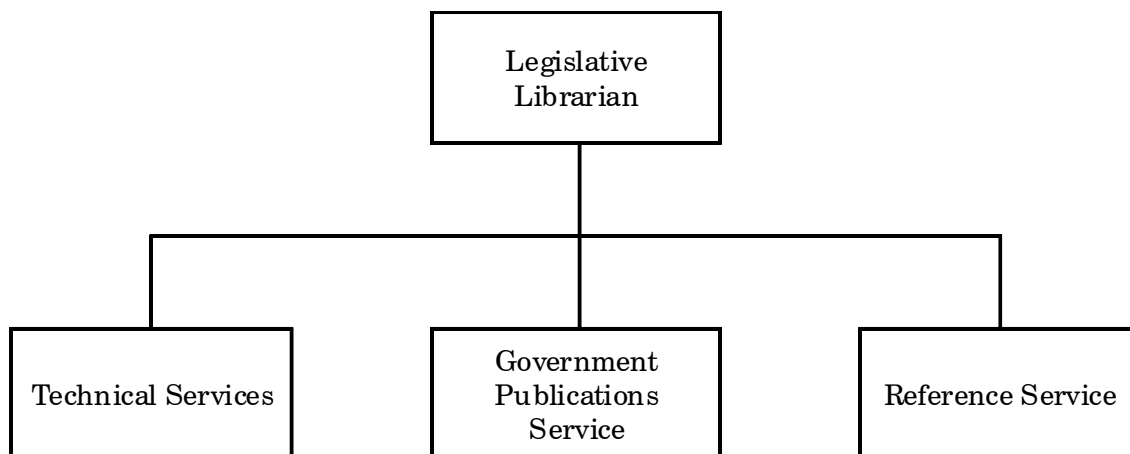 Legislative
Librarian
Technical Services
Government
Publications
Service
Reference Service